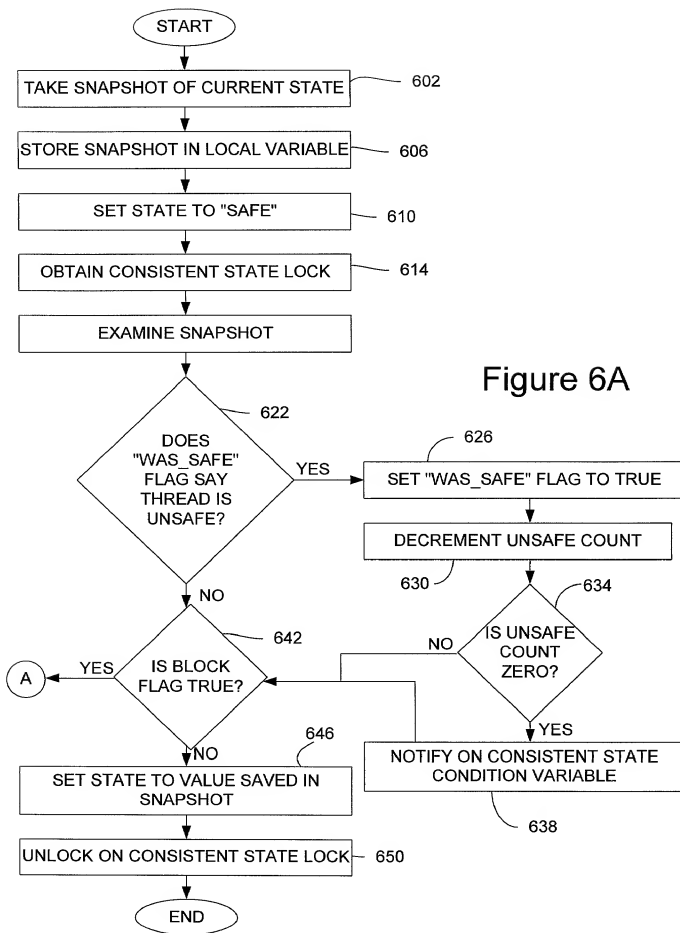 START
TAKE SNAPSHOT OF CURRENT STATE
602
STORE SNAPSHOT IN LOCAL VARIABLE
606
SET STATE TO "SAFE"
610
OBTAIN CONSISTENT STATE LOCK
614
EXAMINE SNAPSHOT
Figure 6A
622
DOES
"WAS_SAFE"
FLAG SAY
THREAD IS
UNSAFE?
YES
626
SET "WAS_SAFE" FLAG TO TRUE
DECREMENT UNSAFE COUNT
630
634
IS UNSAFE
COUNT
ZERO?
NO
YES
NOTIFY ON CONSISTENT STATE
CONDITION VARIABLE
638
NO
642
IS BLOCK
FLAG TRUE?
YES
A
NO
646
SET STATE TO VALUE SAVED IN
SNAPSHOT
UNLOCK ON CONSISTENT STATE LOCK
650
END